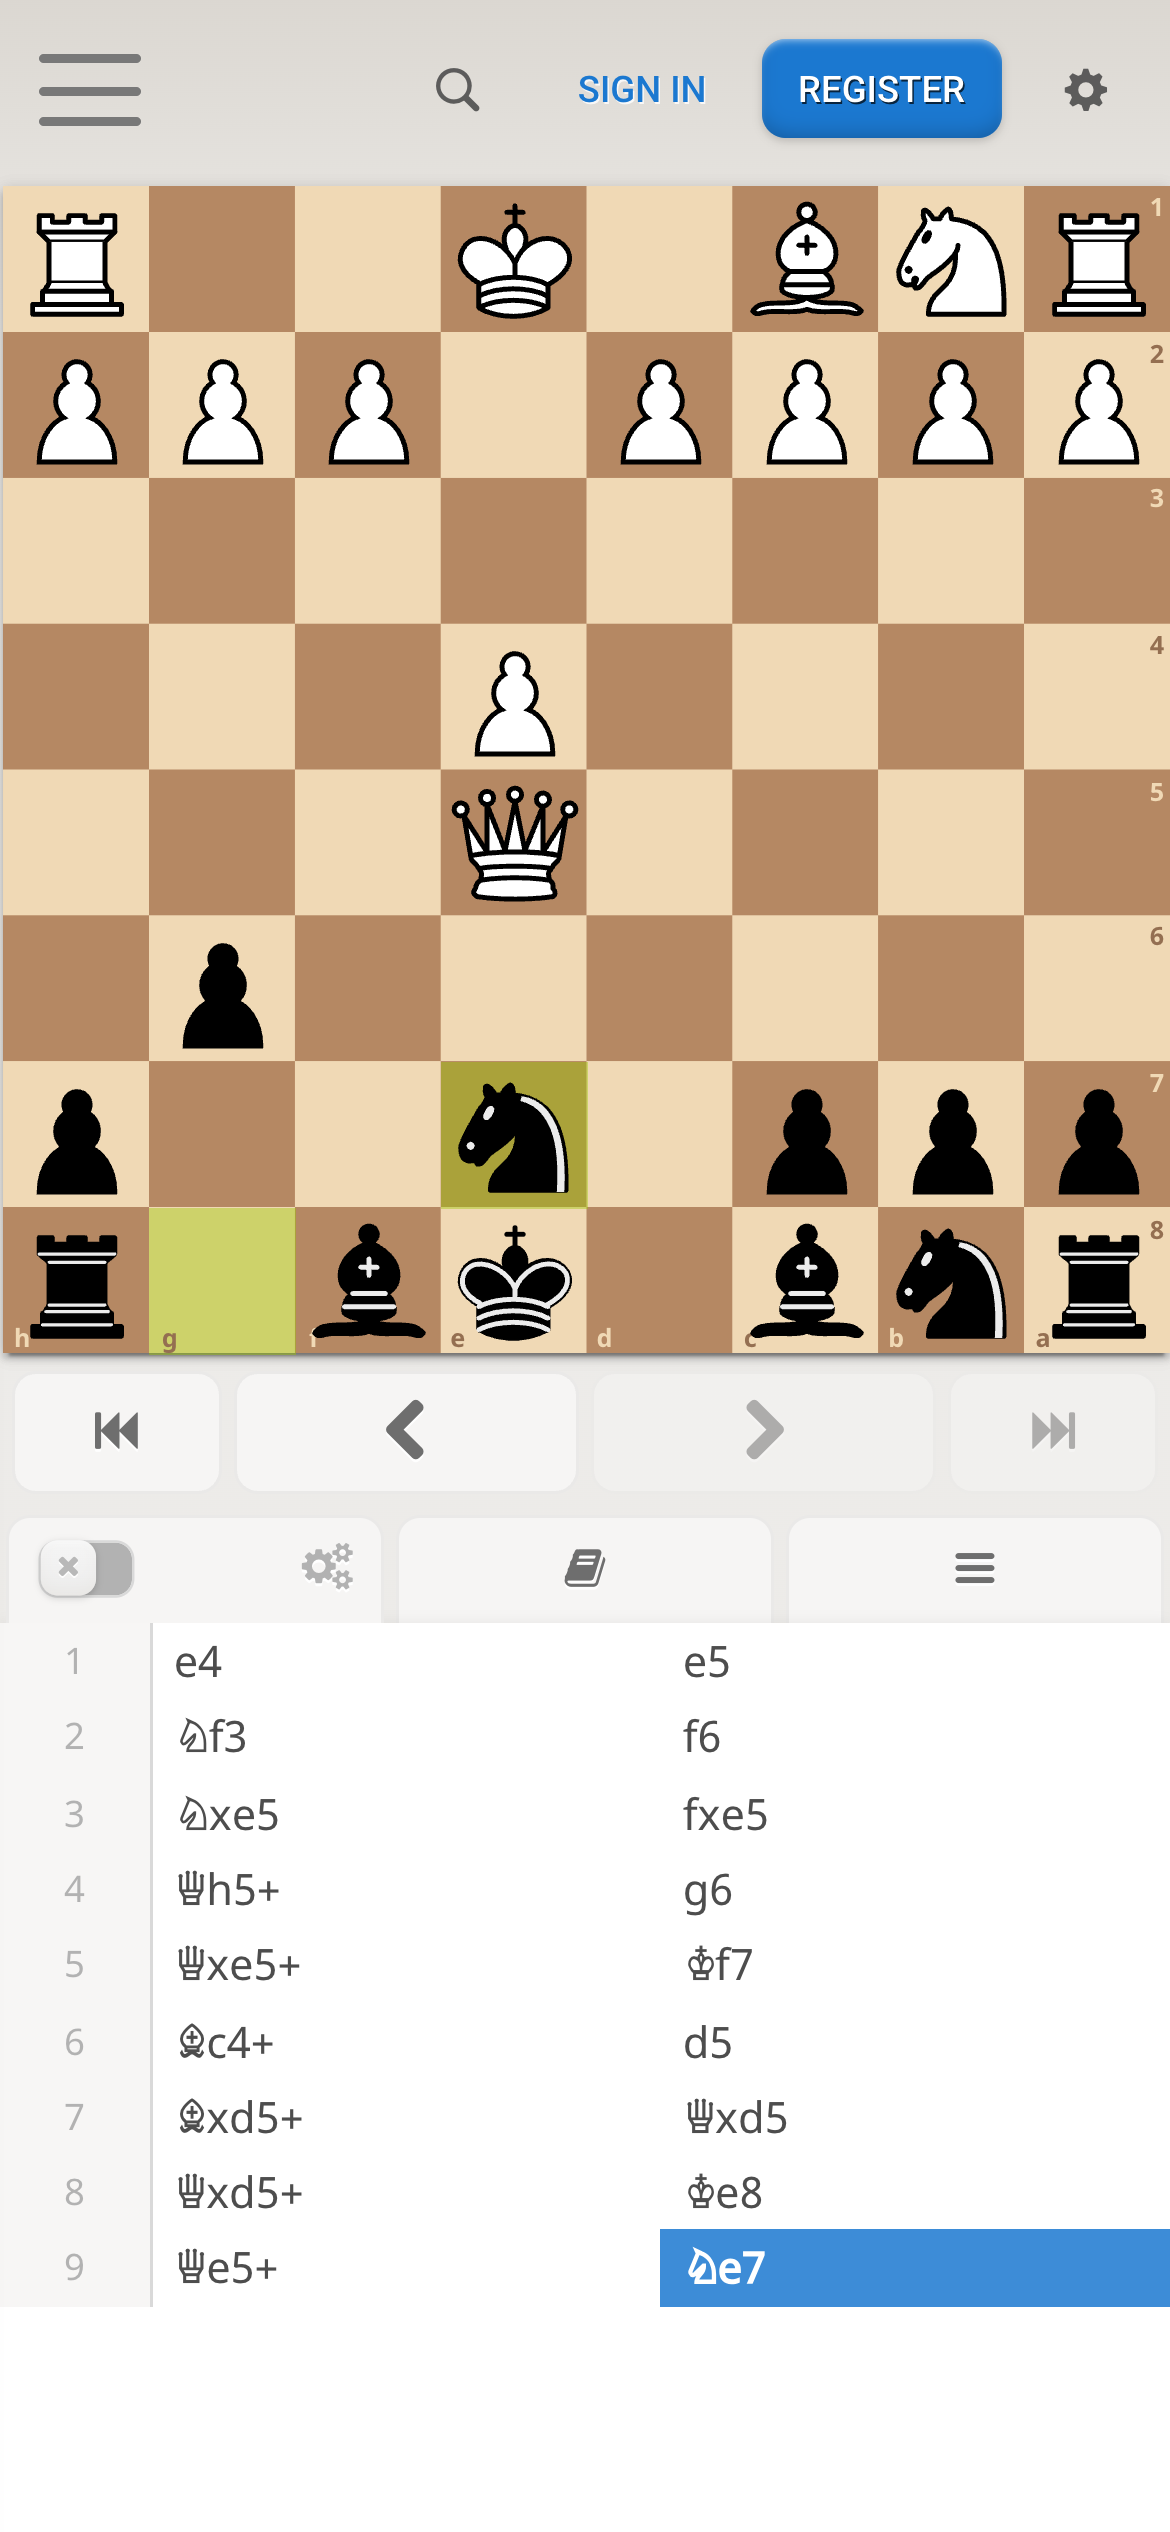 SIGN IN REGISTER
1
2
3
4
5
6
7
8
h g f e d c b a
1 e4 e5
2 ♘f3 f6
3 ♘xe5 fxe5
4 ♕h5+ g6
5 ♕xe5+ ♔f7
6 ♗c4+ d5
7 ♗xd5+ ♕xd5
8 ♕xd5+ ♔e8
9 ♕e5+ ♘e7